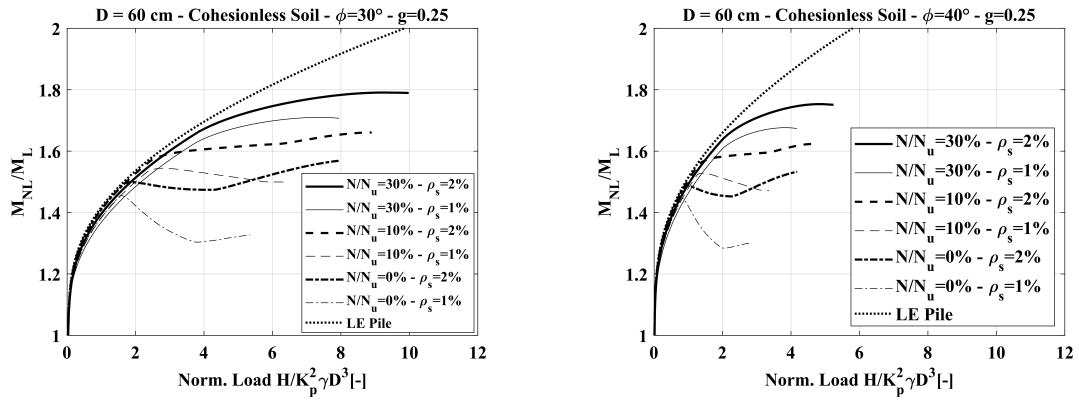 D = 60 cm - Cohesionless Soil - ϕ=30° - g=0.25
M_NL/M_L
2
1.8
1.6
1.4
1.2
1
N/N_u=30% - ρ_s=2%
N/N_u=30% - ρ_s=1%
N/N_u=10% - ρ_s=2%
N/N_u=10% - ρ_s=1%
N/N_u=0% - ρ_s=2%
N/N_u=0% - ρ_s=1%
LE Pile
0 2 4 6 8 10 12
Norm. Load H/K_p^2γD^3[-]
D = 60 cm - Cohesionless Soil - ϕ=40° - g=0.25
M_NL/M_L
2
1.8
1.6
1.4
1.2
1
N/N_u=30% - ρ_s=2%
N/N_u=30% - ρ_s=1%
N/N_u=10% - ρ_s=2%
N/N_u=10% - ρ_s=1%
N/N_u=0% - ρ_s=2%
N/N_u=0% - ρ_s=1%
LE Pile
0 2 4 6 8 10 12
Norm. Load H/K_p^2γD^3[-]